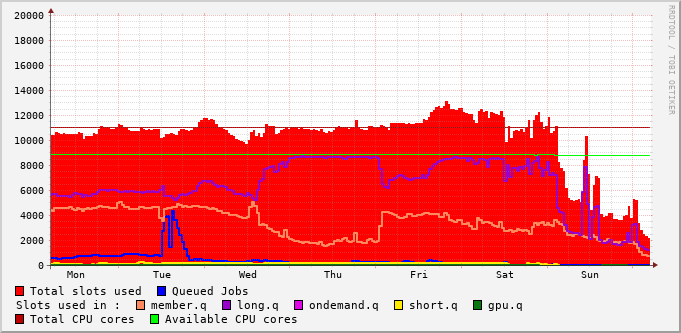 20000
18000
16000
14000
12000
10000
8000
6000
4000
2000
0
Mon Tue Wed Thu Fri Sat Sun
RRDTOOL / TOBI OETIKER
Total slots used Queued Jobs
Slots used in : member.q long.q ondemand.q short.q gpu.q
Total CPU cores Available CPU cores